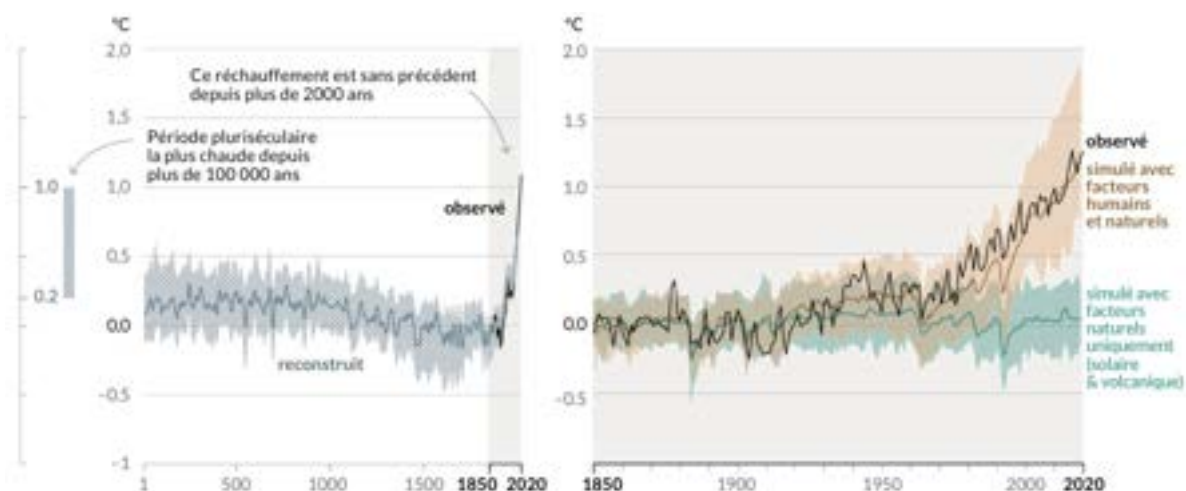 °C
2.0
1.5
1.0
0.5
0.0
-0.5
-1
1.0
0.2
Ce réchauffement est sans précédent
depuis plus de 2000 ans
Période pluriséculaire
la plus chaude depuis
plus de 100 000 ans
observé
reconstruit
1
500
1000
1500
1850
2020
°C
2.0
1.5
1.0
0.5
0.0
-0.5
observé
simulé avec
facteurs
humains
et naturels
simulé avec
facteurs
naturels
uniquement
(solaire
& volcanique)
1850
1900
1950
2000
2020